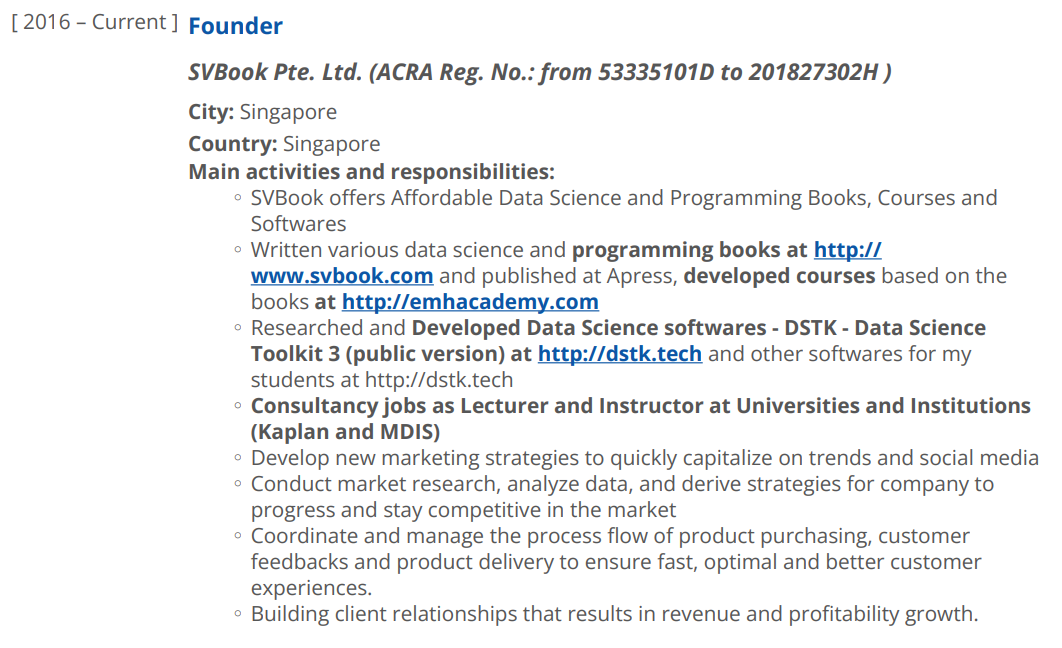 [ 2016 – Current ] Founder
SVBook Pte. Ltd. (ACRA Reg. No.: from 53335101D to 201827302H )
City: Singapore
Country: Singapore
Main activities and responsibilities:
◦ SVBook offers Affordable Data Science and Programming Books, Courses and
Softwares
◦ Written various data science and programming books at http://
www.svbook.com and published at Apress, developed courses based on the
books at http://emhacademy.com
◦ Researched and Developed Data Science softwares - DSTK - Data Science
Toolkit 3 (public version) at http://dstk.tech and other softwares for my
students at http://dstk.tech
◦ Consultancy jobs as Lecturer and Instructor at Universities and Institutions
(Kaplan and MDIS)
◦ Develop new marketing strategies to quickly capitalize on trends and social media
◦ Conduct market research, analyze data, and derive strategies for company to
progress and stay competitive in the market
◦ Coordinate and manage the process flow of product purchasing, customer
feedbacks and product delivery to ensure fast, optimal and better customer
experiences.
◦ Building client relationships that results in revenue and profitability growth.